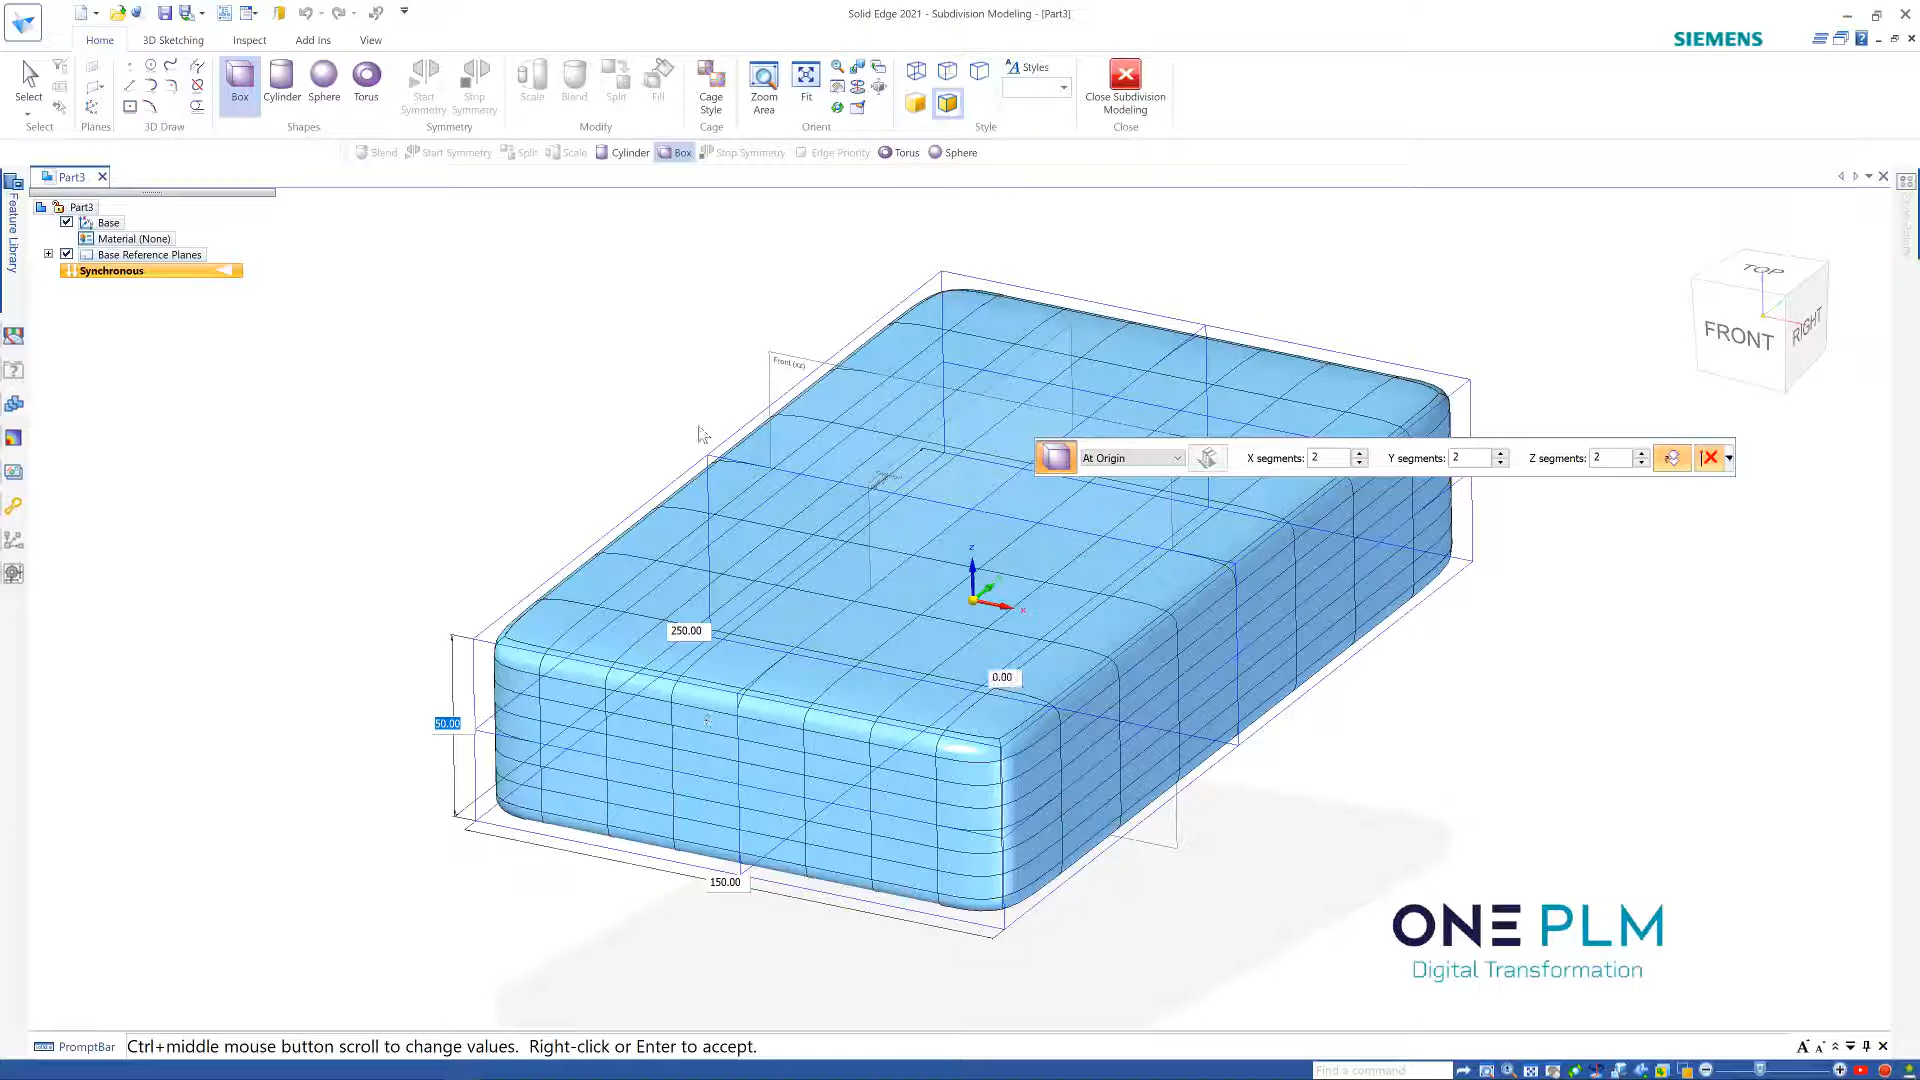 Solid Edge 2021 - Subdivision Modeling - [Part3]
Home 3D Sketching Inspect Add Ins View
SIEMENS
Select Box Cylinder Sphere Torus Start Symmetry Stop Symmetry Scale Blend Split Fill Cage Style Zoom Area Fit Styles Close Subdivision Modeling
Select Planes 3D Draw Shapes Symmetry Modify Cage Orient Style Close
Blend Start Symmetry Split Scale Cylinder Box Stop Symmetry Edge Priority Torus Sphere
Part3
Feature Library
Part3
Base
Material (None)
Base Reference Planes
Synchronous
TOP
FRONT
RIGHT
Front (xz)
At Origin X segments: 2 Y segments: 2 Z segments: 2
z
x
250.00
0.00
50.00
150.00
ONE PLM
Digital Transformation
PromptBar Ctrl+middle mouse button scroll to change values. Right-click or Enter to accept.
Find a command